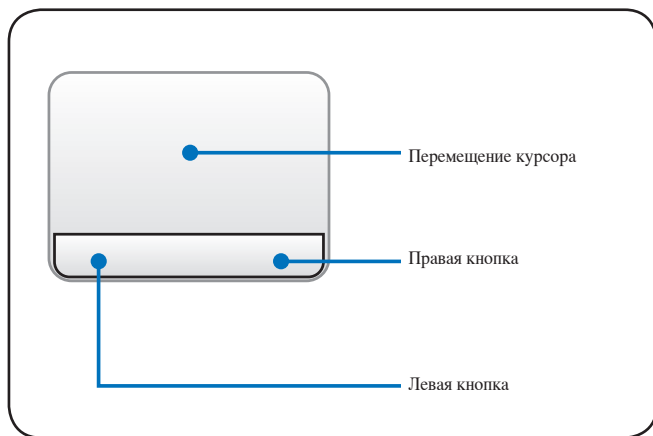 Перемещение курсора
Правая кнопка
Левая кнопка